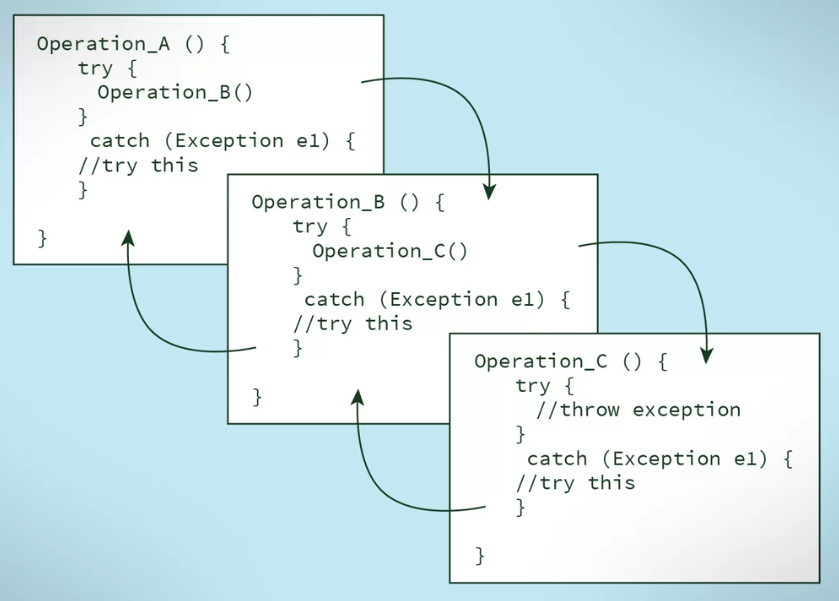 Operation_A () {
try {
Operation_B()
}
catch (Exception e1) {
//try this
}
}
Operation_B () {
try {
Operation_C()
}
catch (Exception e1) {
//try this
}
}
Operation_C () {
try {
//throw exception
}
catch (Exception e1) {
//try this
}
}